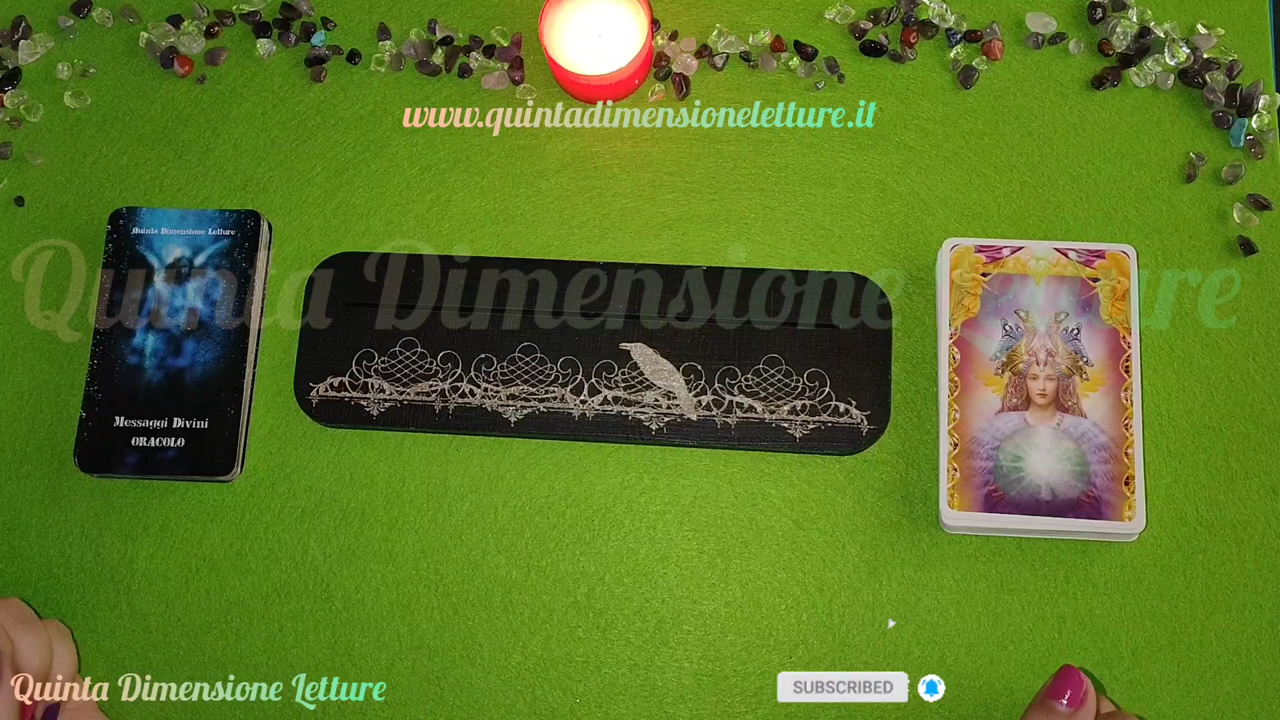 www.quintadimensioneletture.it
Quinta Dimensione Letture
Quinta Dimensione Letture
Messaggi Divini
ORACOLO
Quinta Dimensione Letture
SUBSCRIBED